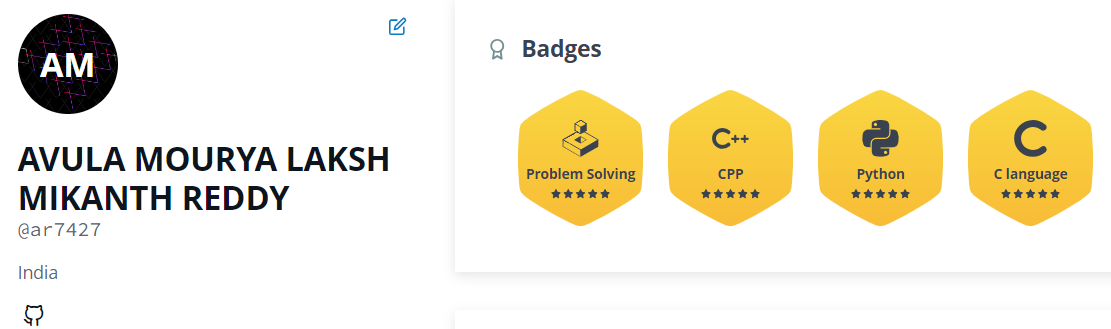 AM
AVULA MOURYA LAKSH
MIKANTH REDDY
@ar7427
India
Badges
Problem Solving
C++
CPP
Python
C
C language